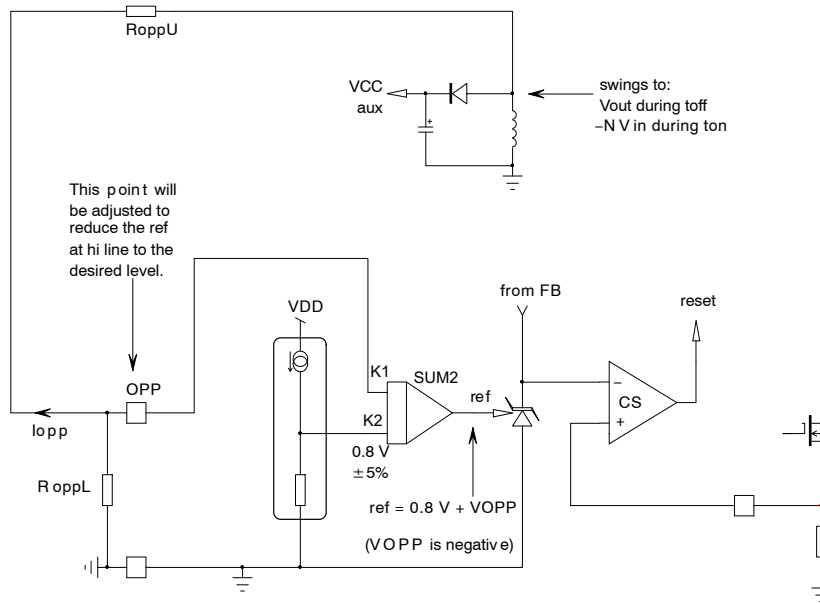 RoppU
VCC
aux
swings to:
Vout during toff
–N V in during ton
This point will
be adjusted to
reduce the ref
at hi line to the
desired level.
from FB
reset
VDD
OPP
K1
SUM2
ref
CS
–
+
Iopp
K2
0.8 V
±5%
RoppL
ref = 0.8 V + VOPP
(VOPP is negative)
+